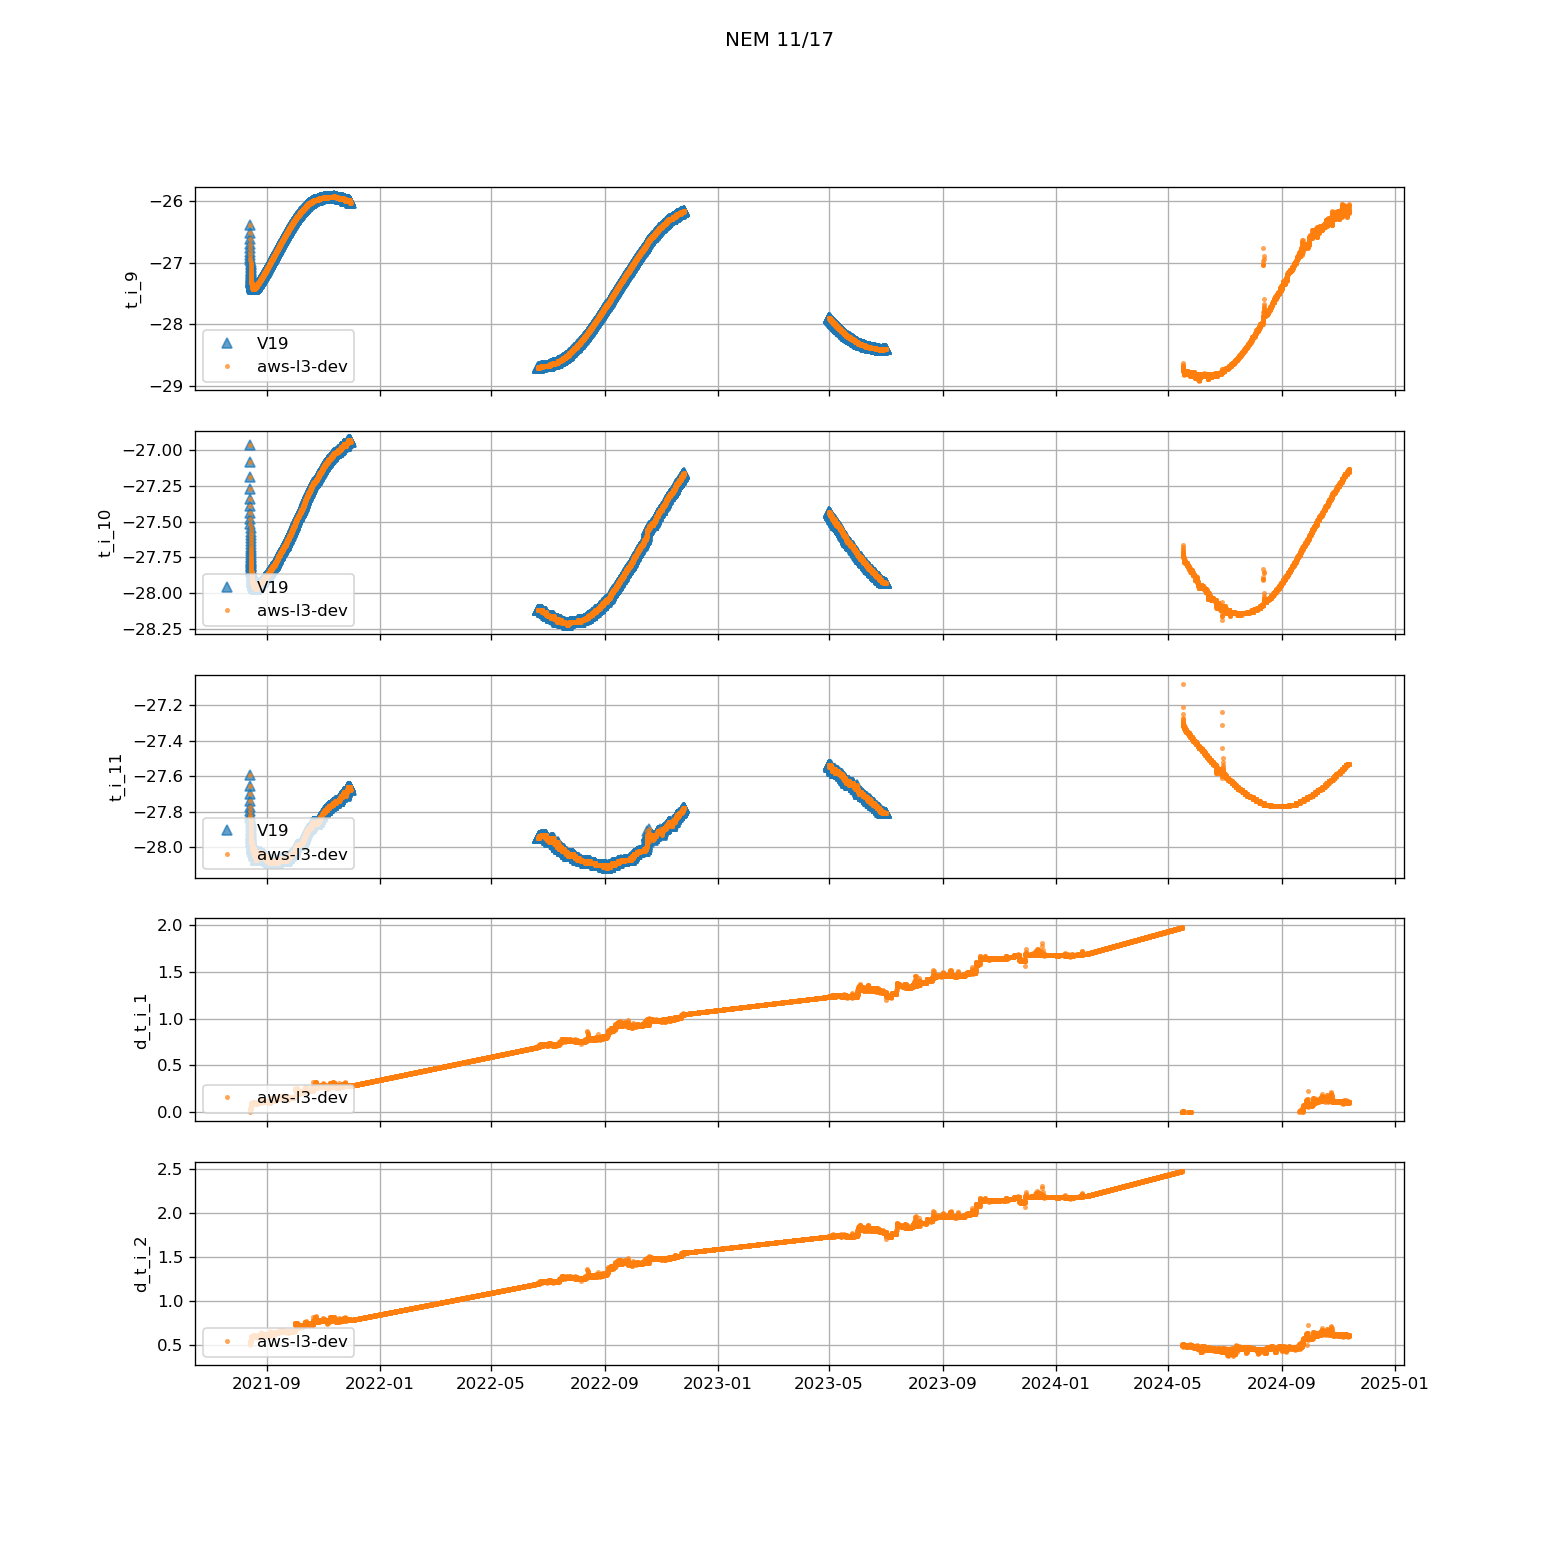 NEM 11/17
−26
−27
−28
−29
t_i_9
V19
aws-l3-dev
−27.00
−27.25
−27.50
−27.75
−28.00
−28.25
t_i_10
V19
aws-l3-dev
−27.2
−27.4
−27.6
−27.8
−28.0
t_i_11
V19
aws-l3-dev
2.0
1.5
1.0
0.5
0.0
d_t_i_1
aws-l3-dev
2.5
2.0
1.5
1.0
0.5
d_t_i_2
aws-l3-dev
2021-09 2022-01 2022-05 2022-09 2023-01 2023-05 2023-09 2024-01 2024-05 2024-09 2025-01